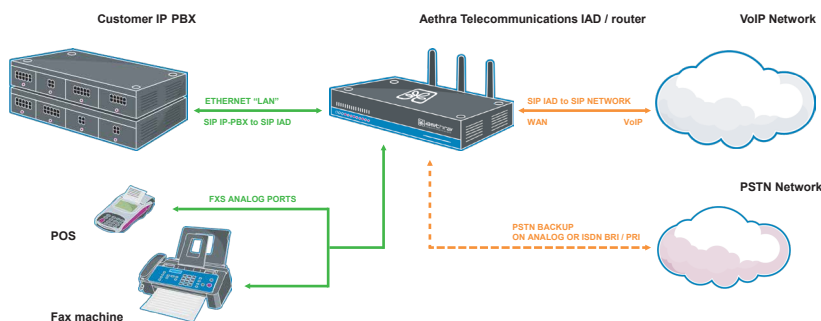 Customer IP PBX
Aethra Telecommunications IAD / router
VoIP Network
ETHERNET “LAN”
SIP IP-PBX to SIP IAD
SIP IAD to SIP NETWORK
WAN
VoIP
PSTN Network
FXS ANALOG PORTS
POS
PSTN BACKUP
ON ANALOG OR ISDN BRI / PRI
Fax machine